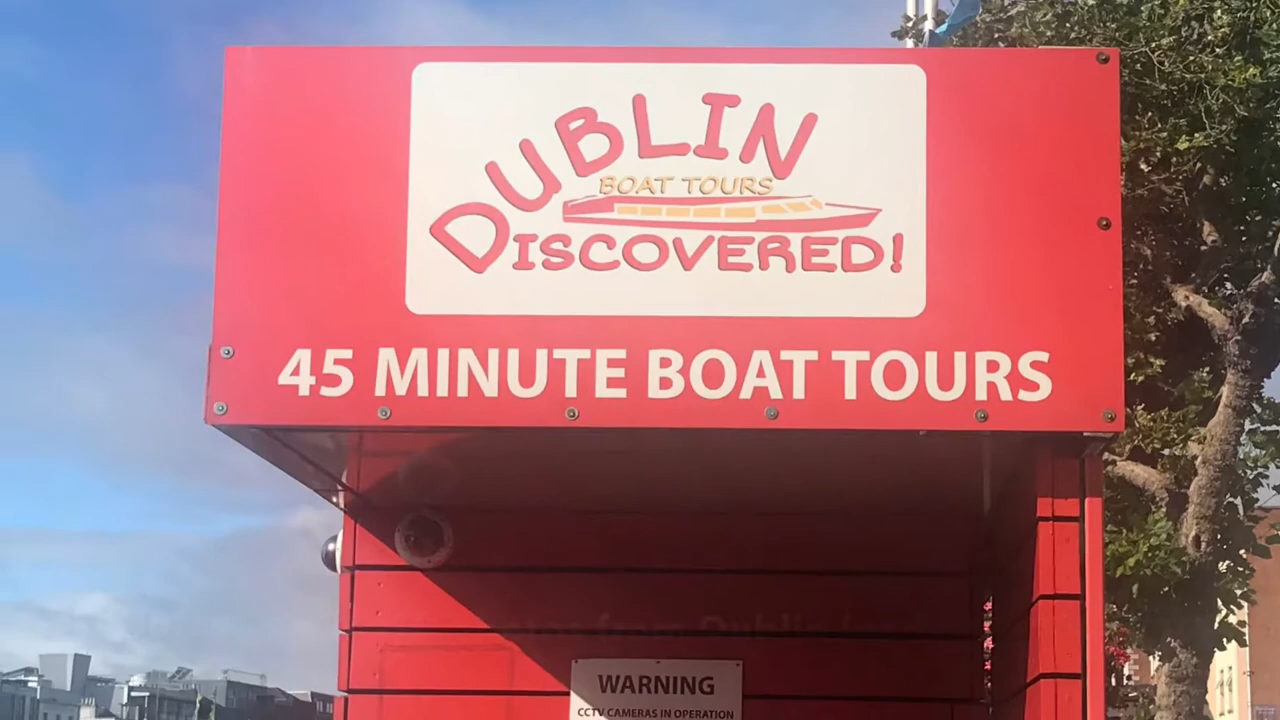 DUBLIN
BOAT TOURS
DISCOVERED!
45 MINUTE BOAT TOURS
WARNING
CCTV CAMERAS IN OPERATION